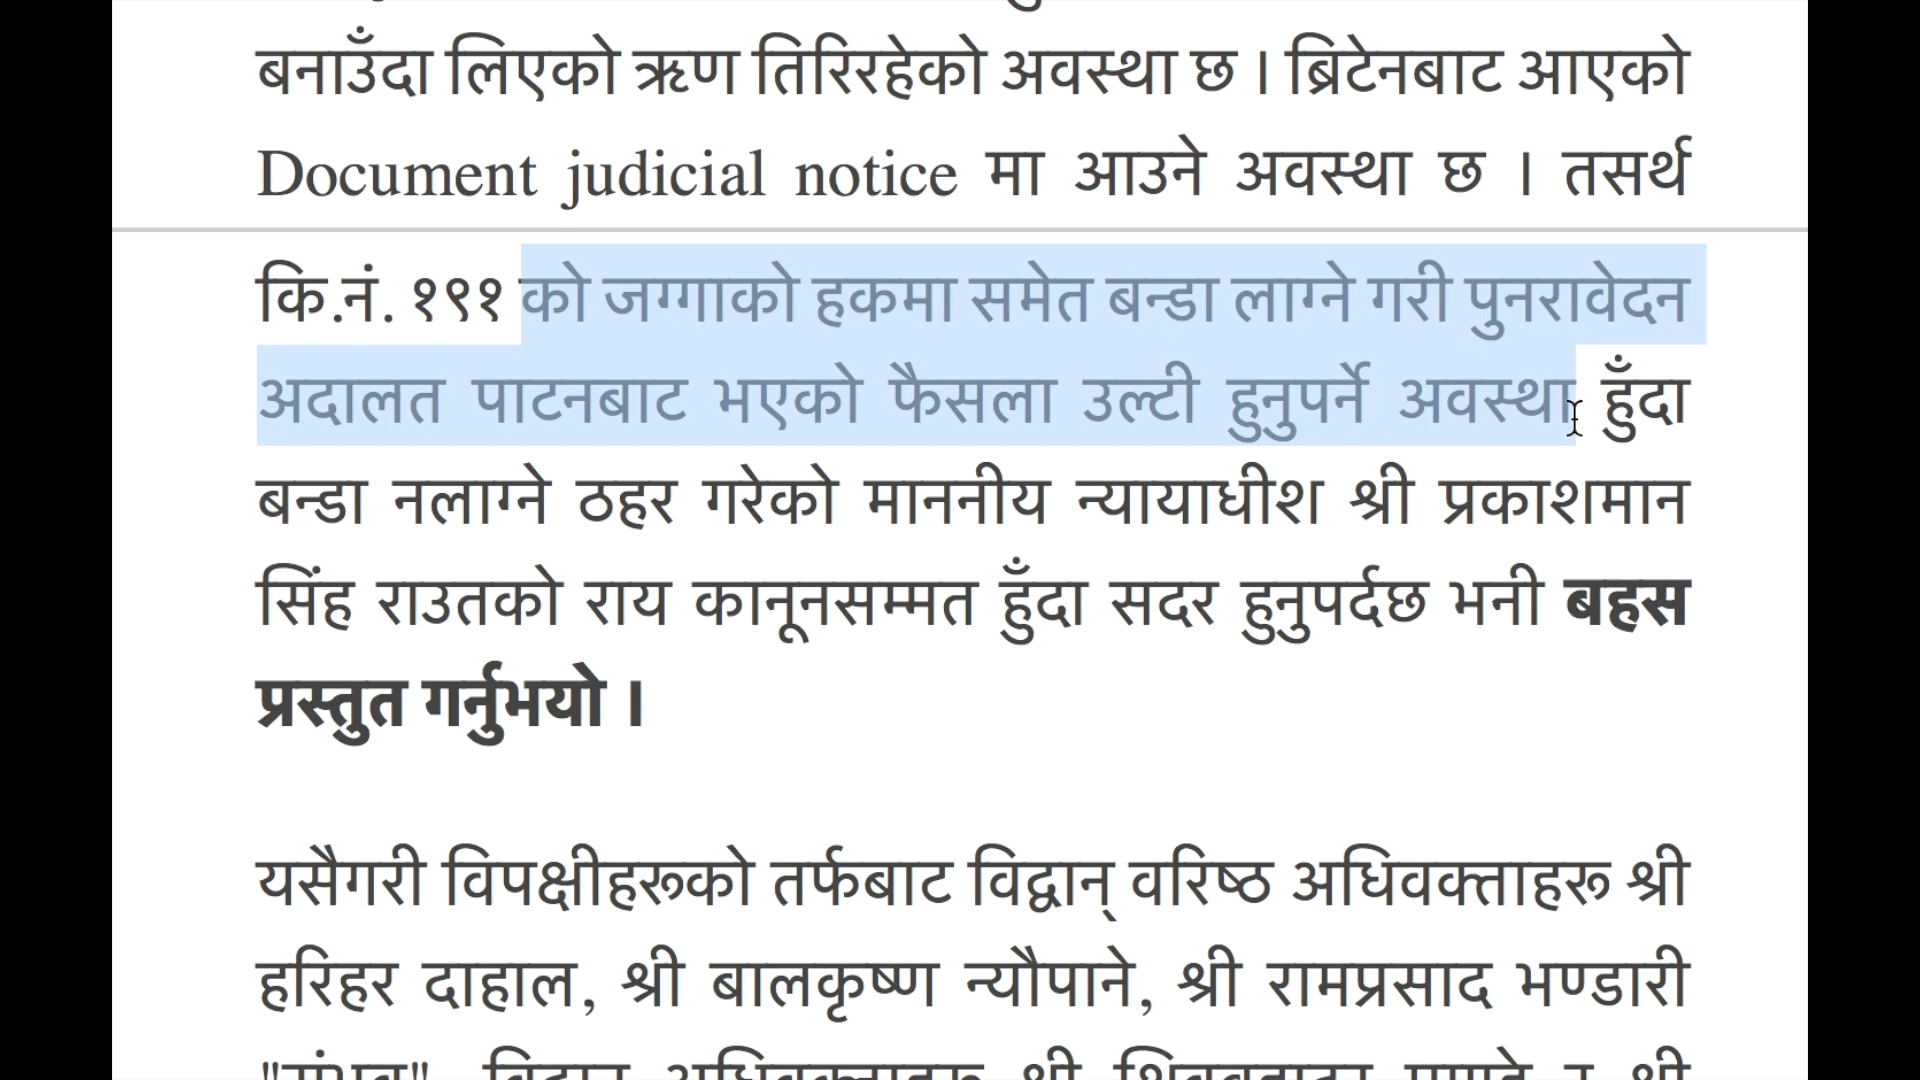 बनाउँदा लिएको ऋण तिरिरहेको अवस्था छ । ब्रिटेनबाट आएको
Document judicial notice मा आउने अवस्था छ । तसर्थ
कि.नं. १९१ को जग्गाको हकमा समेत बन्डा लाग्ने गरी पुनरावेदन
अदालत पाटनबाट भएको फैसला उल्टी हुनुपर्ने अवस्था हुँदा
बन्डा नलाग्ने ठहर गरेको माननीय न्यायाधीश श्री प्रकाशमान
सिंह राउतको राय कानूनसम्मत हुँदा सदर हुनुपर्दछ भनी बहस
प्रस्तुत गर्नुभयो ।
यसैगरी विपक्षीहरूको तर्फबाट विद्वान् वरिष्ठ अधिवक्ताहरू श्री
हरिहर दाहाल, श्री बालकृष्ण न्यौपाने, श्री रामप्रसाद भण्डारी